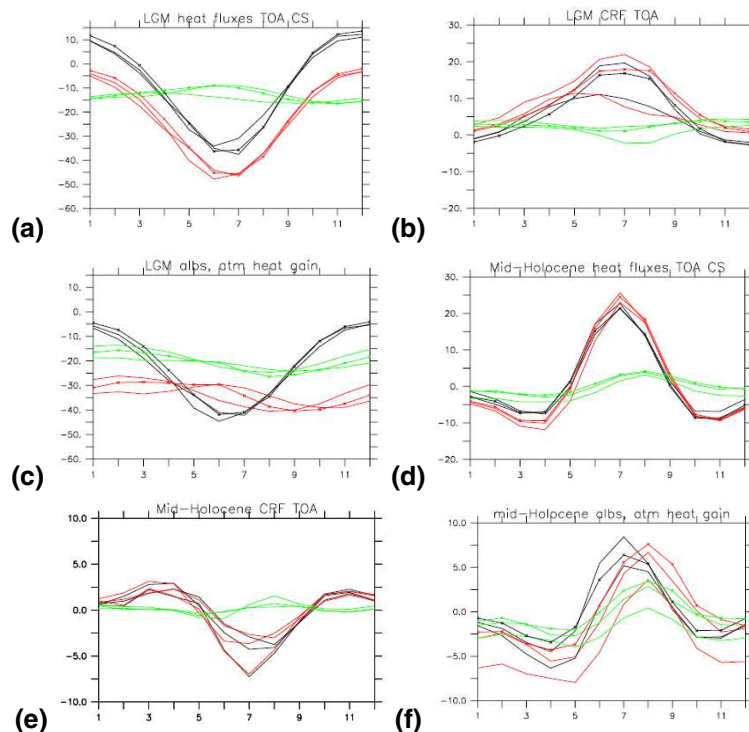 LGM heat fluxes TOA CS
10.
0.
-10.
-20.
-30.
-40.
-50.
-60.
1 3 5 7 9 11
(a)
LGM CRF TOA
30.
20.
10.
0.
-10.
-20.
1 3 5 7 9 11
(b)
LGM albs, atm heat gain
10.
0.
-10.
-20.
-30.
-40.
-50.
-60.
1 3 5 7 9 11
(c)
Mid-Holpcene heat fluxes TOA CS
30.
20.
10.
0.
-10.
-20.
1 3 5 7 9 11
(d)
Mid-Holocene CRF TOA
10.0
5.0
0.0
-5.0
-10.0
1 3 5 7 9 11
(e)
mid-Holpcene albs, atm heat gain
10.0
5.0
0.0
-5.0
-10.0
1 3 5 7 9 11
(f)